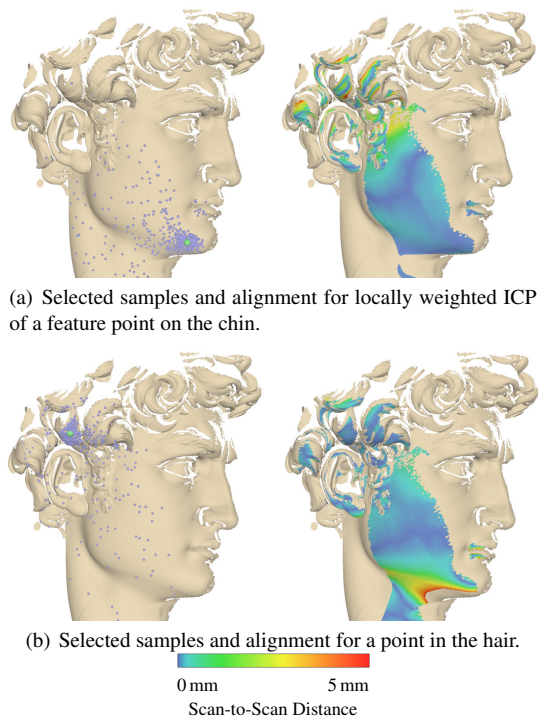 (a) Selected samples and alignment for locally weighted ICP
of a feature point on the chin.
(b) Selected samples and alignment for a point in the hair.
0 mm 5 mm
Scan-to-Scan Distance